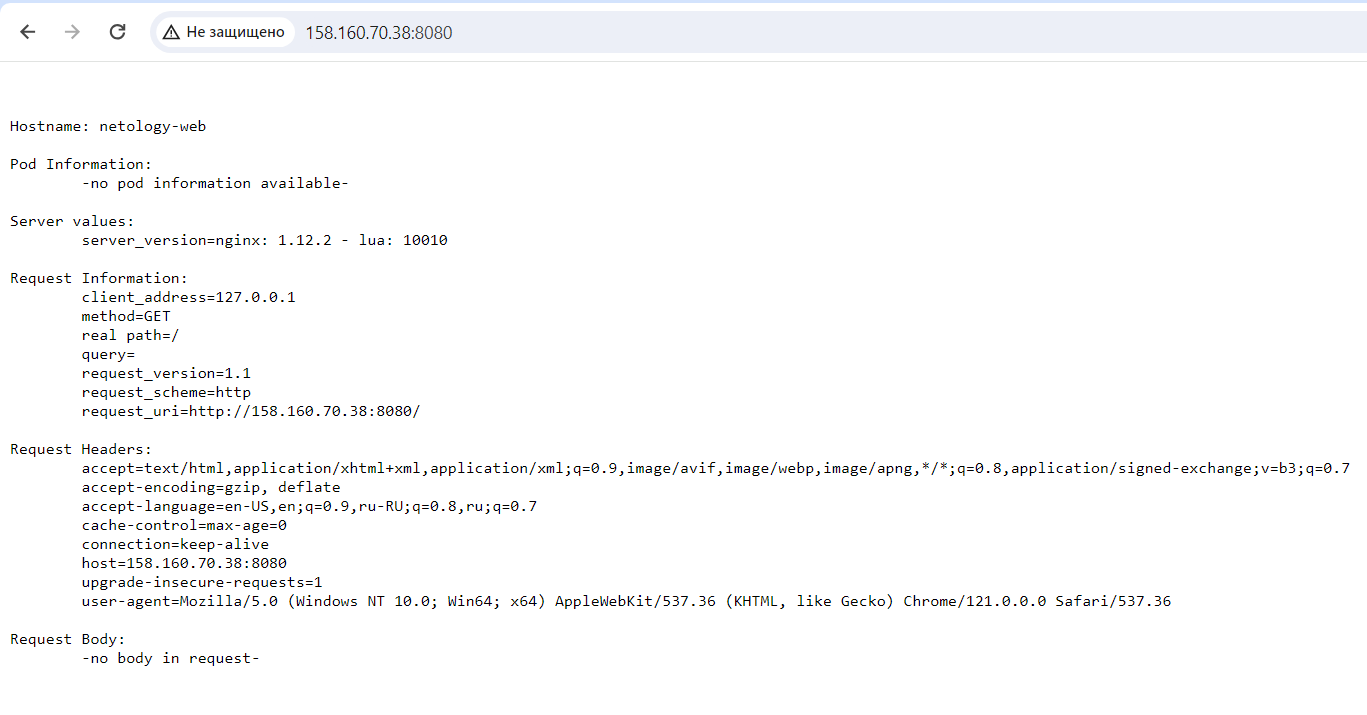 Не защищено 158.160.70.38:8080
Hostname: netology-web
Pod Information:
-no pod information available-
Server values:
server_version=nginx: 1.12.2 - lua: 10010
Request Information:
client_address=127.0.0.1
method=GET
real path=/
query=
request_version=1.1
request_scheme=http
request_uri=http://158.160.70.38:8080/
Request Headers:
accept=text/html,application/xhtml+xml,application/xml;q=0.9,image/avif,image/webp,image/apng,*/*;q=0.8,application/signed-exchange;v=b3;q=0.7
accept-encoding=gzip, deflate
accept-language=en-US,en;q=0.9,ru-RU;q=0.8,ru;q=0.7
cache-control=max-age=0
connection=keep-alive
host=158.160.70.38:8080
upgrade-insecure-requests=1
user-agent=Mozilla/5.0 (Windows NT 10.0; Win64; x64) AppleWebKit/537.36 (KHTML, like Gecko) Chrome/121.0.0.0 Safari/537.36
Request Body:
-no body in request-